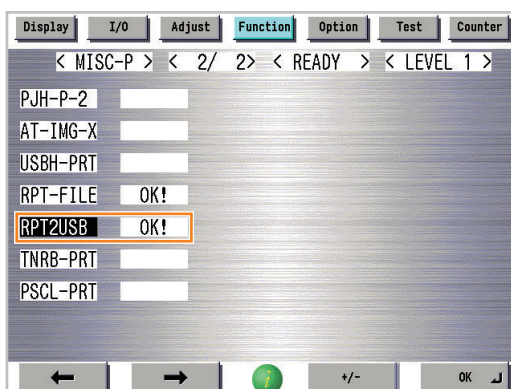 Display I/O Adjust Function Option Test Counter
< MISC-P > < 2/ 2> < READY > < LEVEL 1 >
PJH-P-2
AT-IMG-X
USBH-PRT
RPT-FILE OK!
RPT2USB OK!
TNRB-PRT
PSCL-PRT
+/- OK